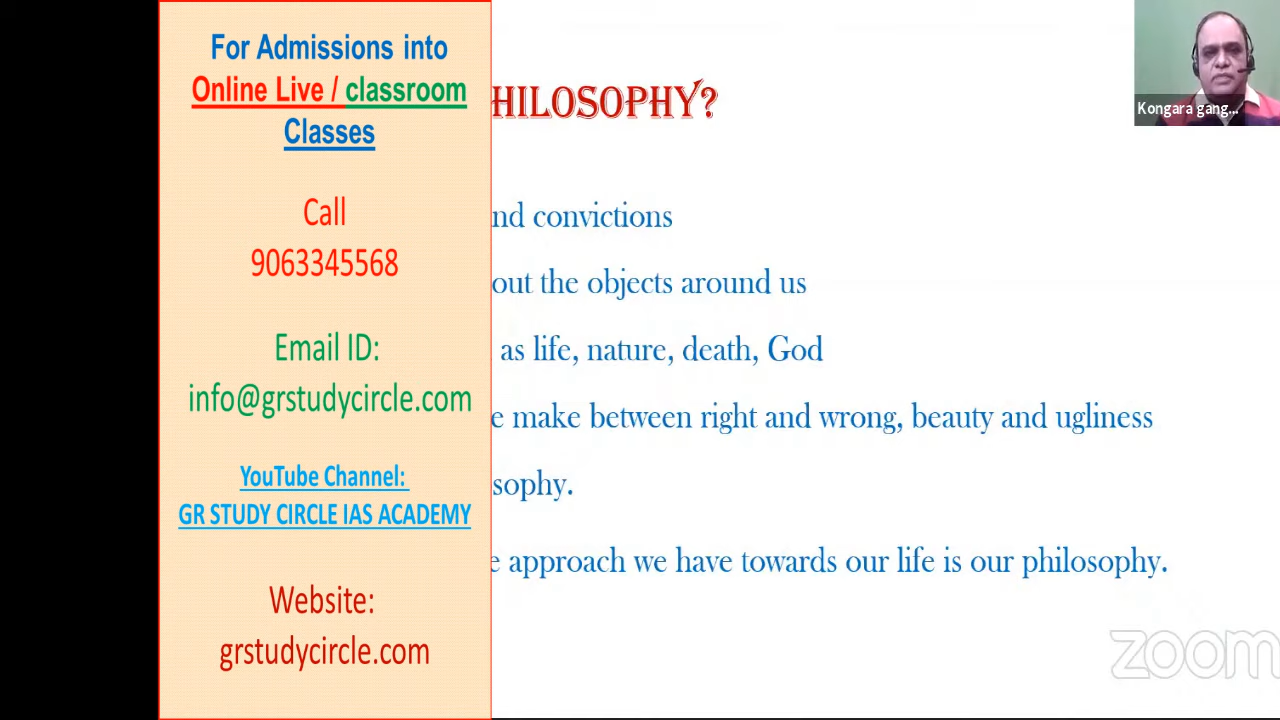 For Admissions into
Online Live / classroom
Classes
Call
9063345568
Email ID:
info@grstudycircle.com
YouTube Channel:
GR STUDY CIRCLE IAS ACADEMY
Website:
grstudycircle.com
HILOSOPHY?
nd convictions
out the objects around us
as life, nature, death, God
e make between right and wrong, beauty and ugliness
sophy.
e approach we have towards our life is our philosophy.
Kongara gang...
zoom